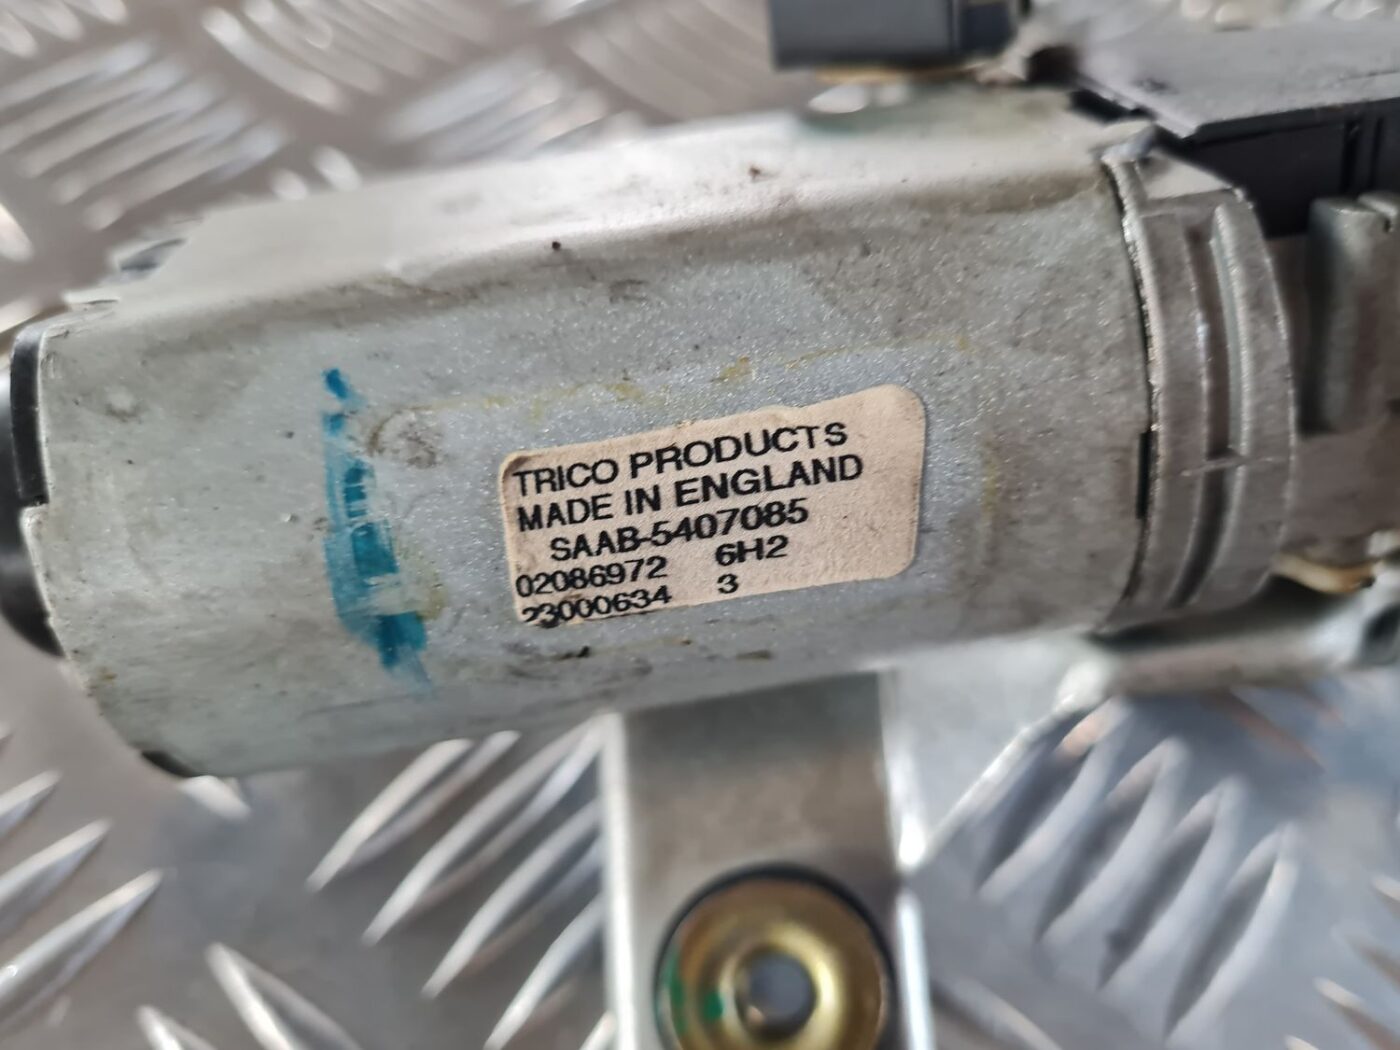 TRICO PRODUCTS
MADE IN ENGLAND
SAAB-5407085
02086972 6H2
23000634 3